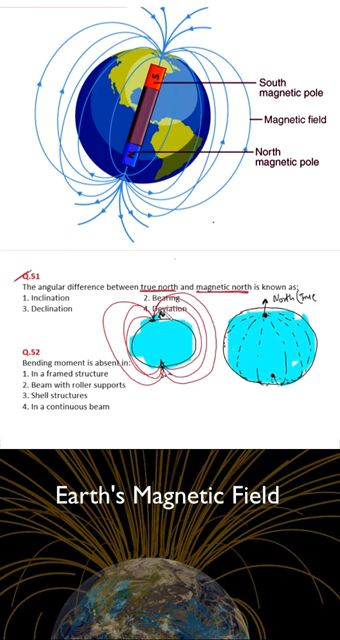 S
South
magnetic pole
Magnetic field
North
magnetic pole
Q.51
The angular difference between true north and magnetic north is known as:
1. Inclination
2. Bearing
3. Declination
4. Deviation
North (True
Q.52
Bending moment is absent in:
1. In a framed structure
2. Beam with roller supports
3. Shell structures
4. In a continuous beam
Earth's Magnetic Field